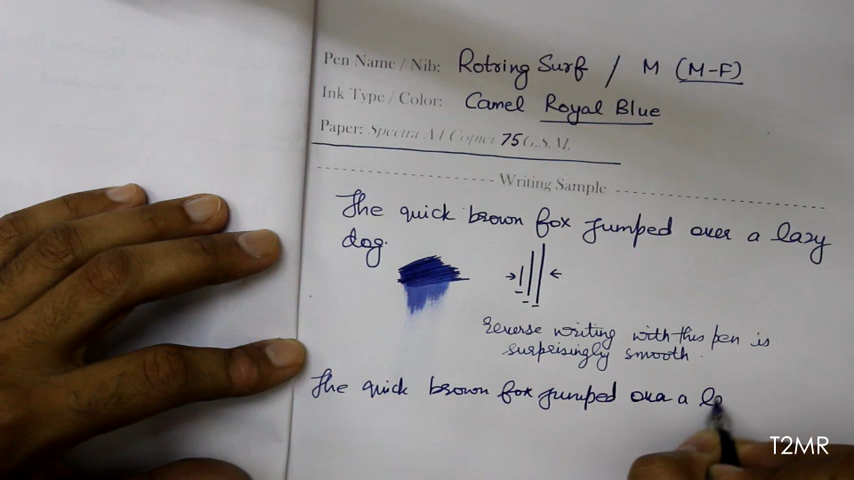 Pen Name / Nib: Rotring Surf / M (M-F)
Ink Type / Color: Camel Royal Blue
Paper: Spectra A4 Copier 75 G.S.M.
Writing Sample
The quick brown fox jumped over a lazy
dog.
Reverse writing with this pen is
surprisingly smooth.
The quick brown fox jumped over a la
T2MR